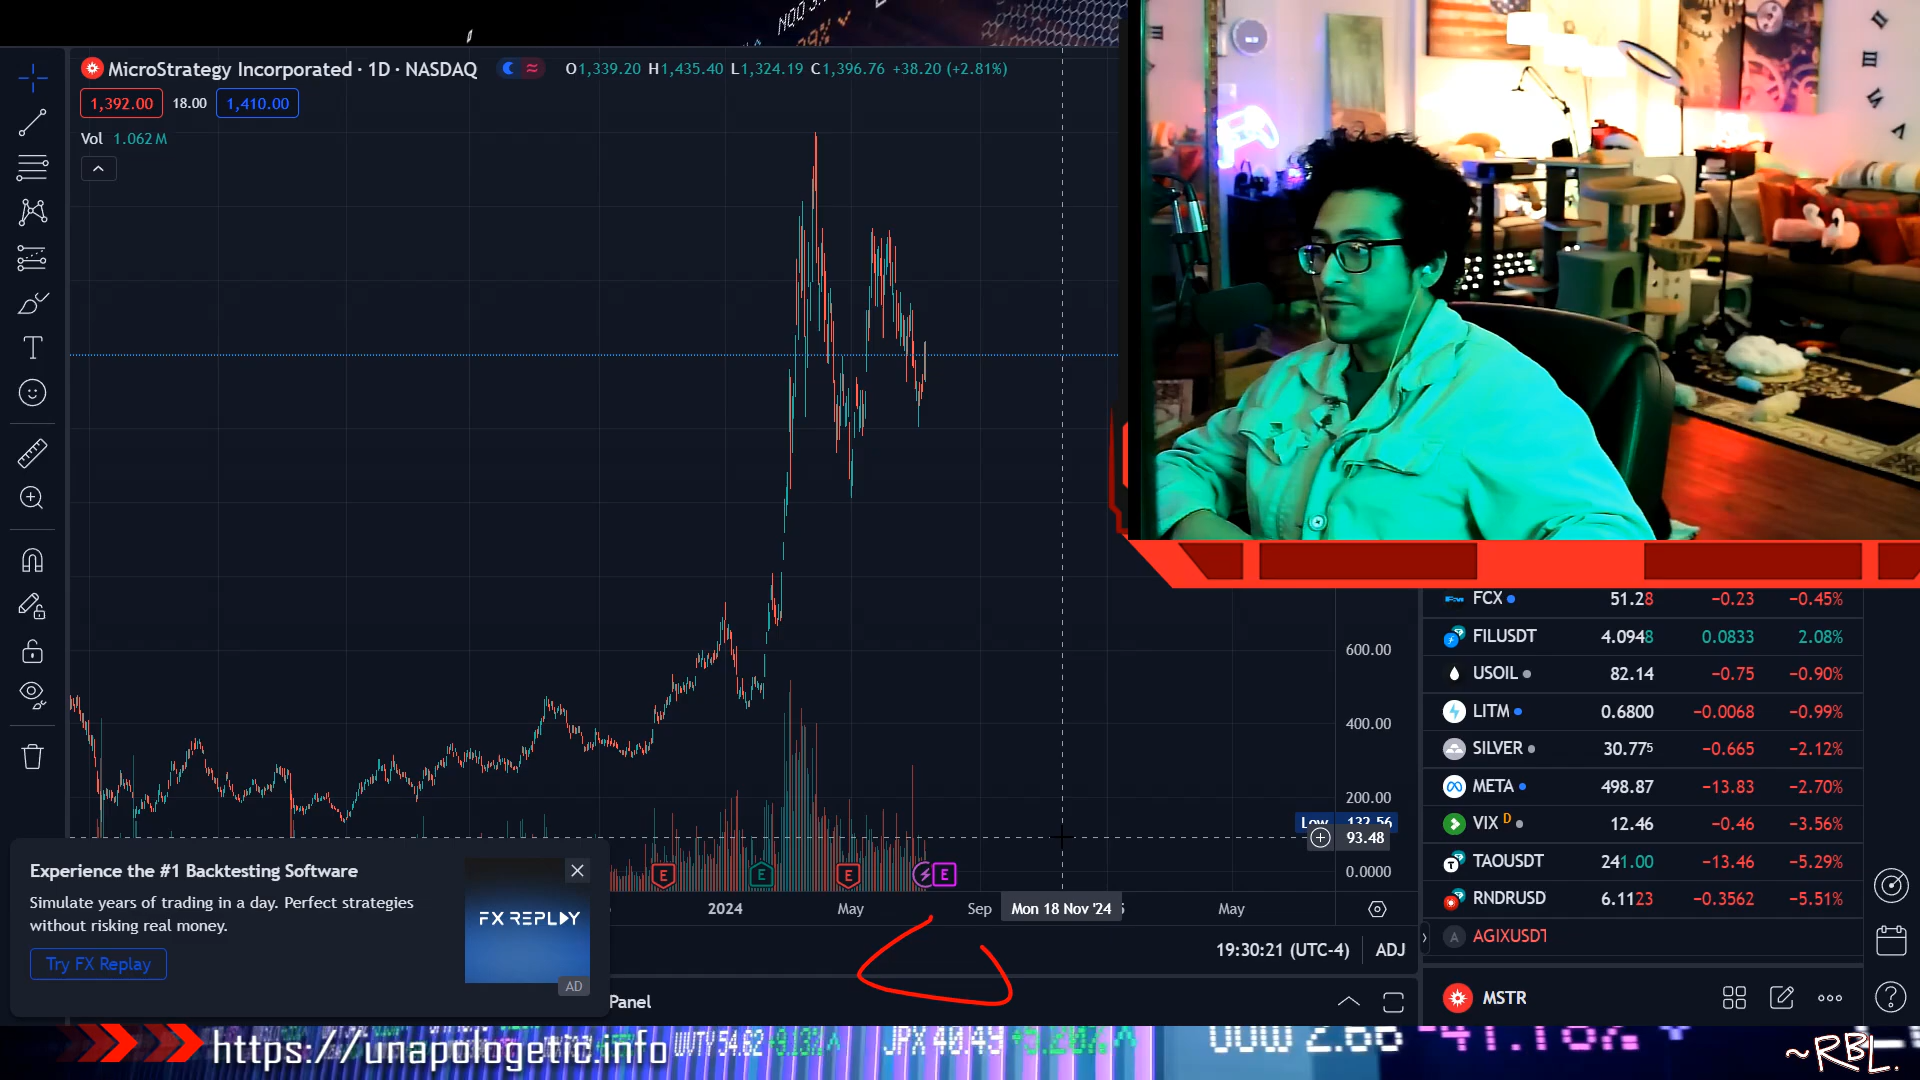 MicroStrategy Incorporated · 1D · NASDAQ
O1,339.20 H1,435.40 L1,324.19 C1,396.76 +38.20 (+2.81%)
1,392.00 18.00 1,410.00
Vol 1.062 M
600.00
400.00
200.00
Low 132.56
93.48
0.0000
E E E E
2024 May Sep Mon 18 Nov '24 May
19:30:21 (UTC-4) ADJ
Panel
Experience the #1 Backtesting Software
Simulate years of trading in a day. Perfect strategies
without risking real money.
Try FX Replay
FX REPLAY
AD
FCX 51.28 −0.23 −0.45%
FILUSDT 4.0948 0.0833 2.08%
USOIL 82.14 −0.75 −0.90%
LITM 0.6800 −0.0068 −0.99%
SILVER 30.775 −0.665 −2.12%
META 498.87 −13.83 −2.70%
VIX D 12.46 −0.46 −3.56%
TAOUSDT 241.00 −13.46 −5.29%
RNDRUSD 6.1123 −0.3562 −5.51%
AGIXUSDT
MSTR
https://unapologetic.info
~RBL.